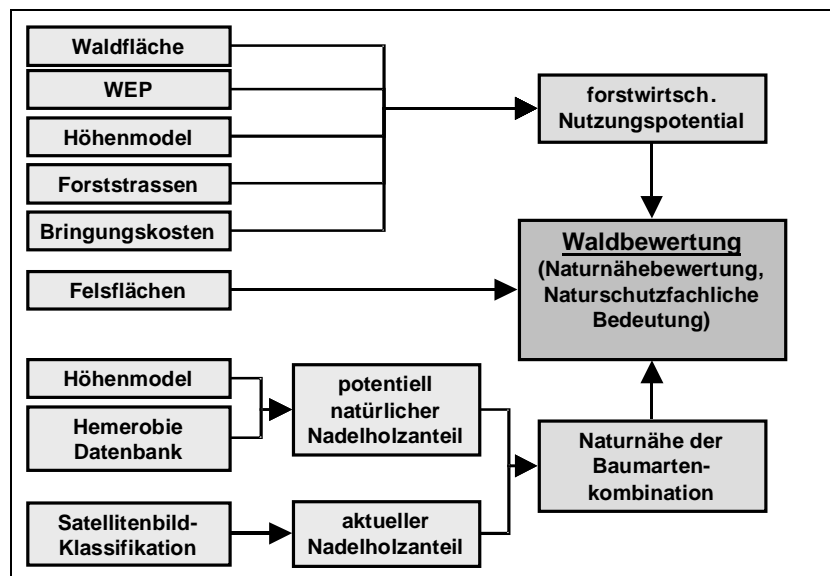 Waldfläche
WEP
Höhenmodel
Forststrassen
Bringungskosten
Felsflächen
forstwirtsch.
Nutzungspotential
Waldbewertung
(Naturnähebewertung,
Naturschutzfachliche
Bedeutung)
Höhenmodel
Hemerobie
Datenbank
potentiell
natürlicher
Nadelholzanteil
Satellitenbild-
Klassifikation
aktueller
Nadelholzanteil
Naturnähe der
Baumarten-
kombination